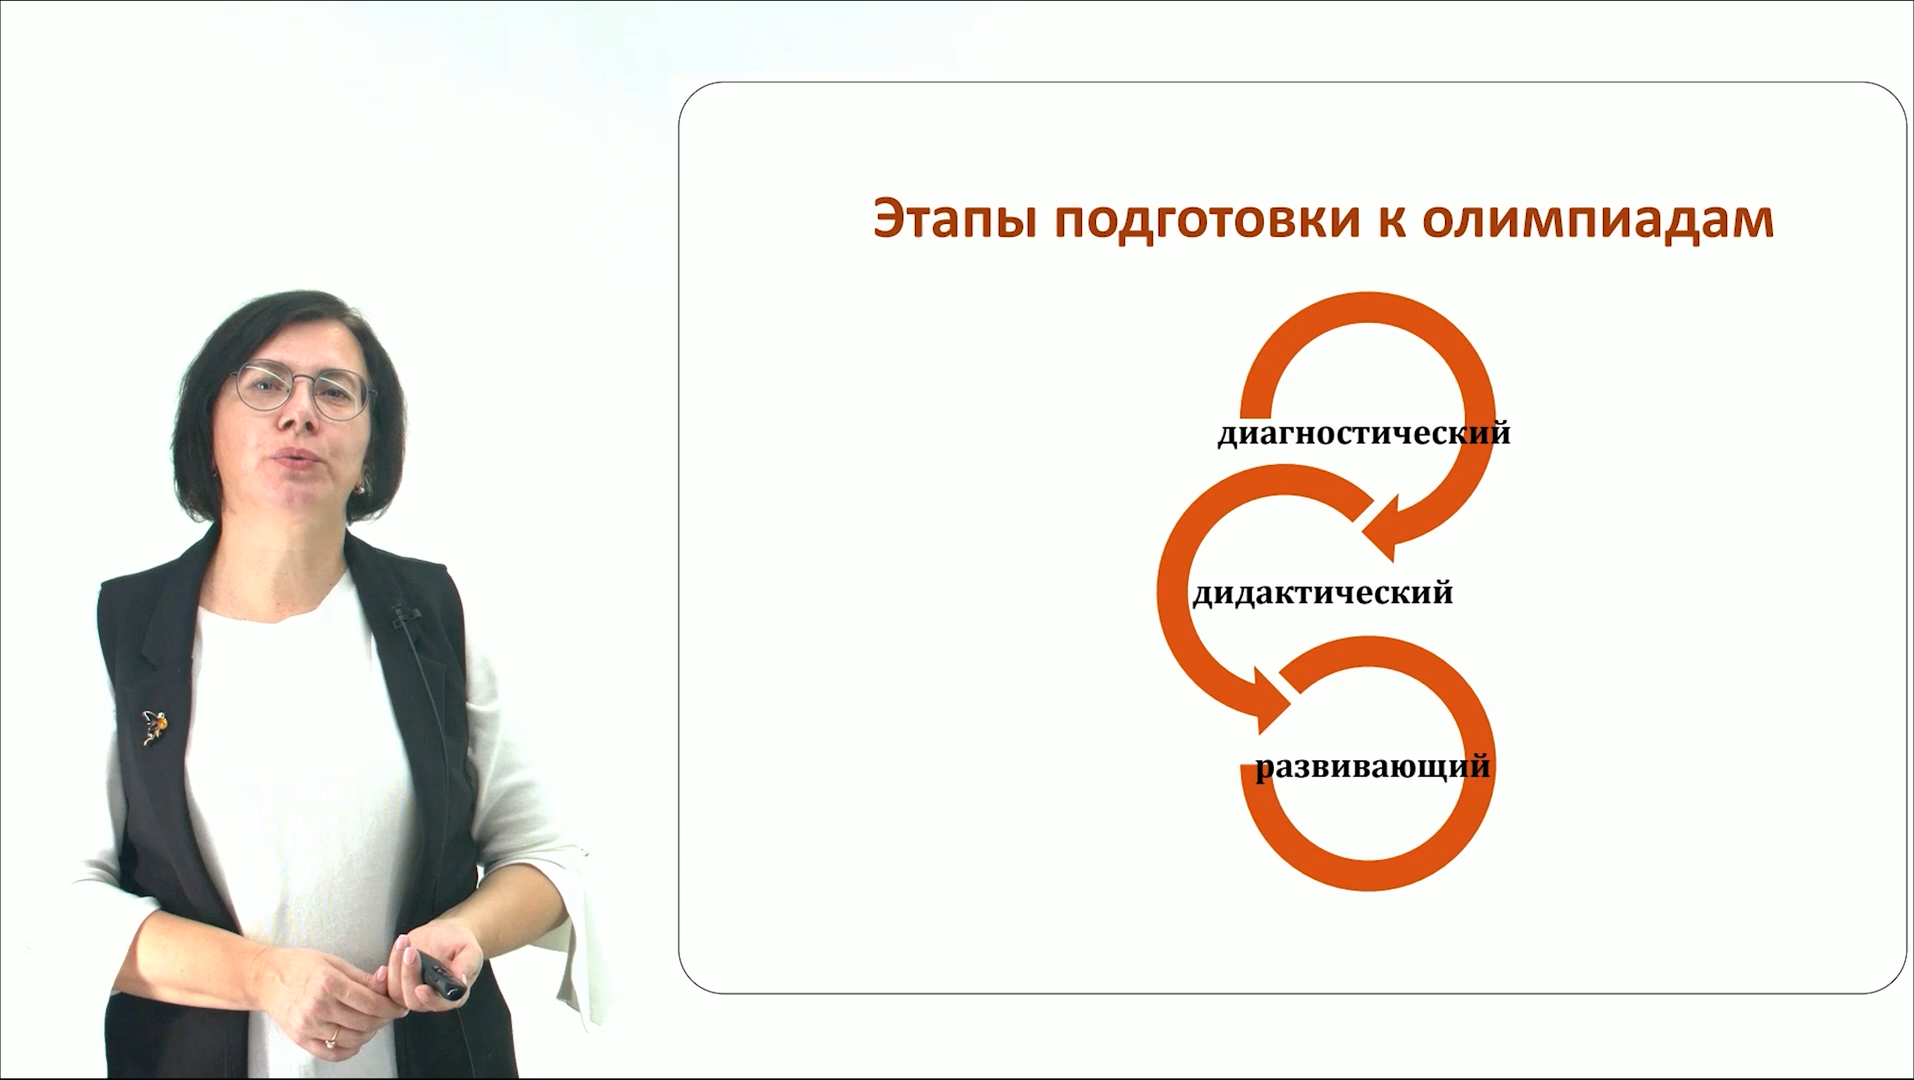 Этапы подготовки к олимпиадам
диагностический
дидактический
развивающий